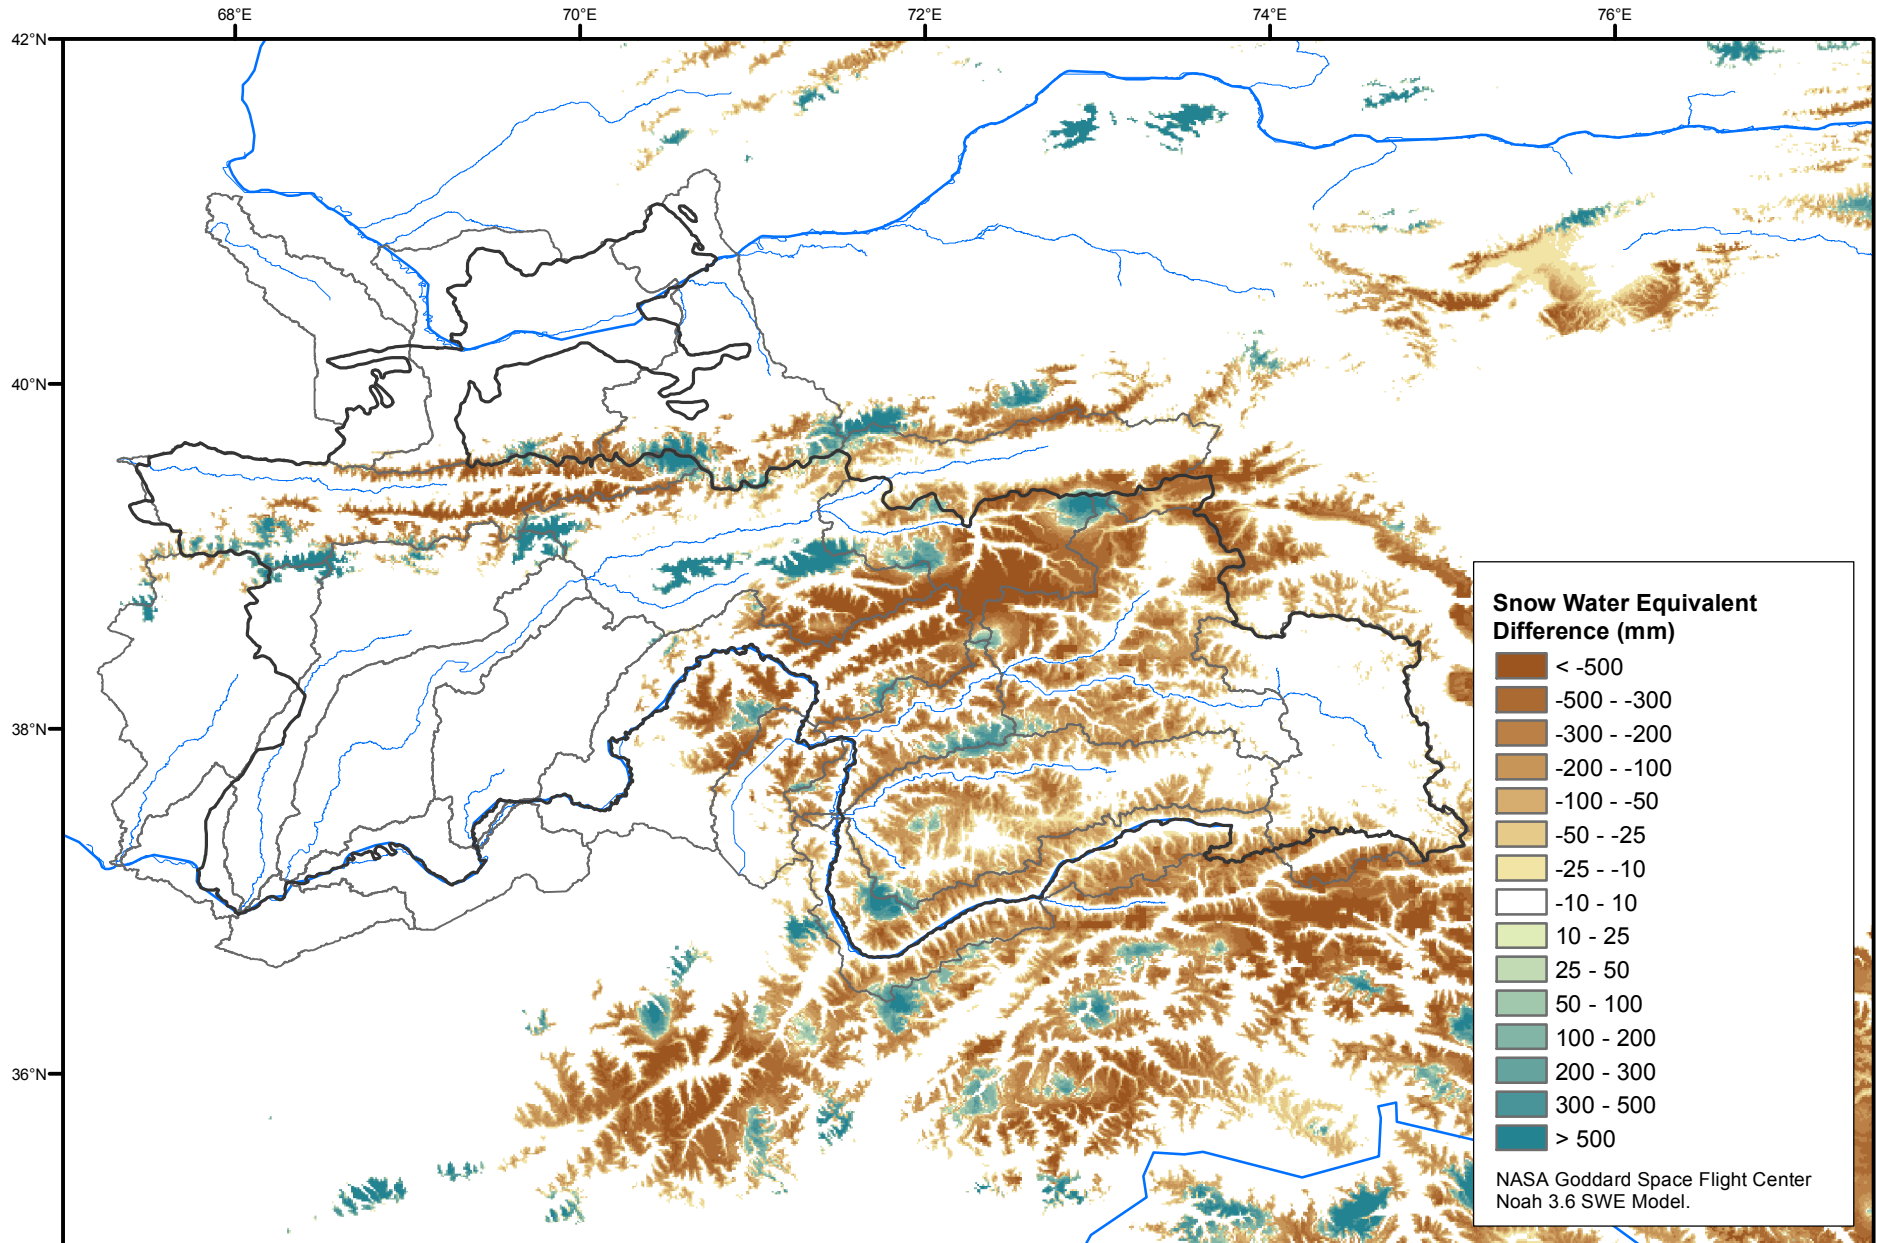 68°E 70°E 72°E 74°E 76°E
42°N
40°N
38°N
36°N
Snow Water Equivalent
Difference (mm)
< -500
-500 - -300
-300 - -200
-200 - -100
-100 - -50
-50 - -25
-25 - -10
-10 - 10
10 - 25
25 - 50
50 - 100
100 - 200
200 - 300
300 - 500
> 500
NASA Goddard Space Flight Center
Noah 3.6 SWE Model.